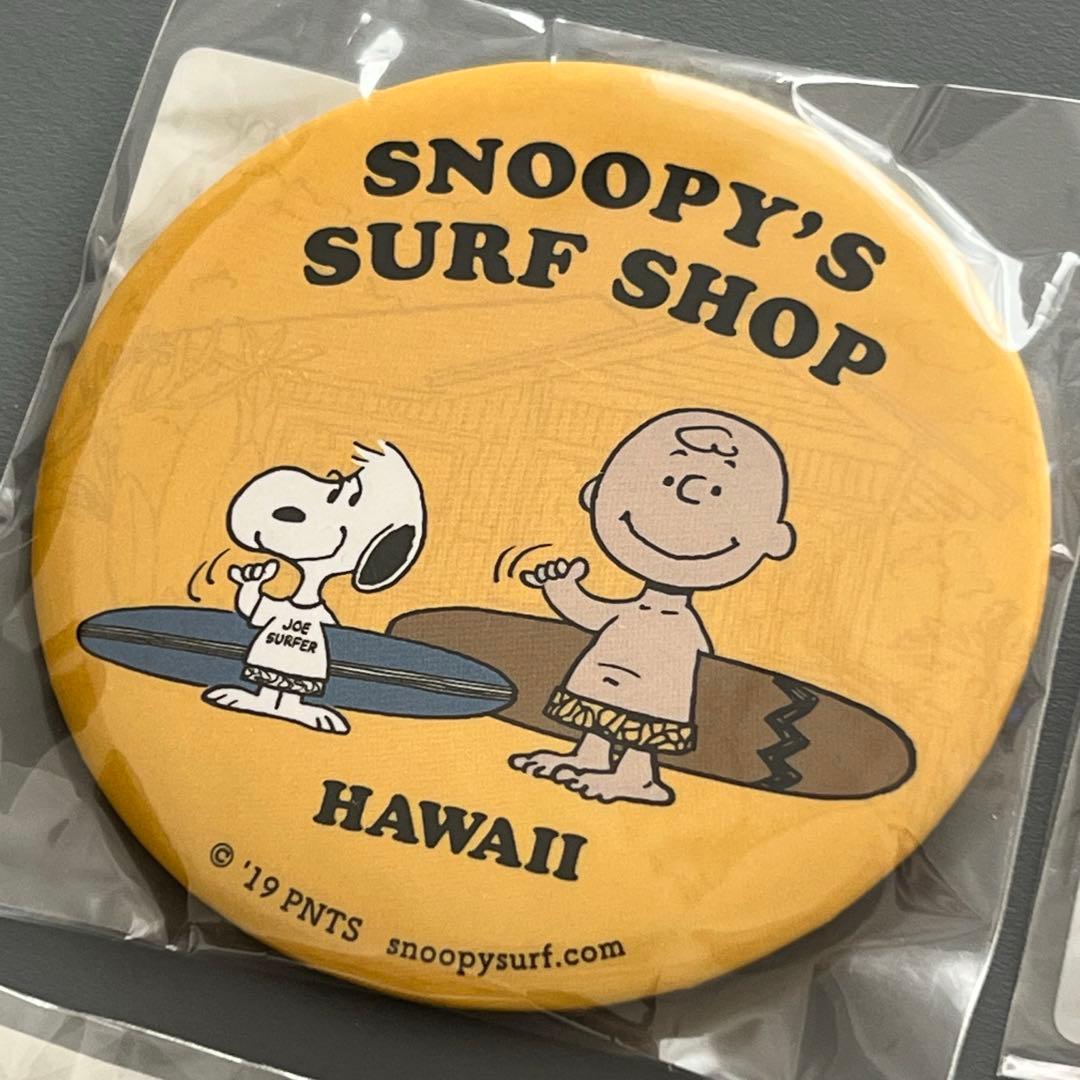 SNOOPY'S
SURF SHOP
JOE
SURFER
HAWAII
© '19 PNTS snoopysurf.com